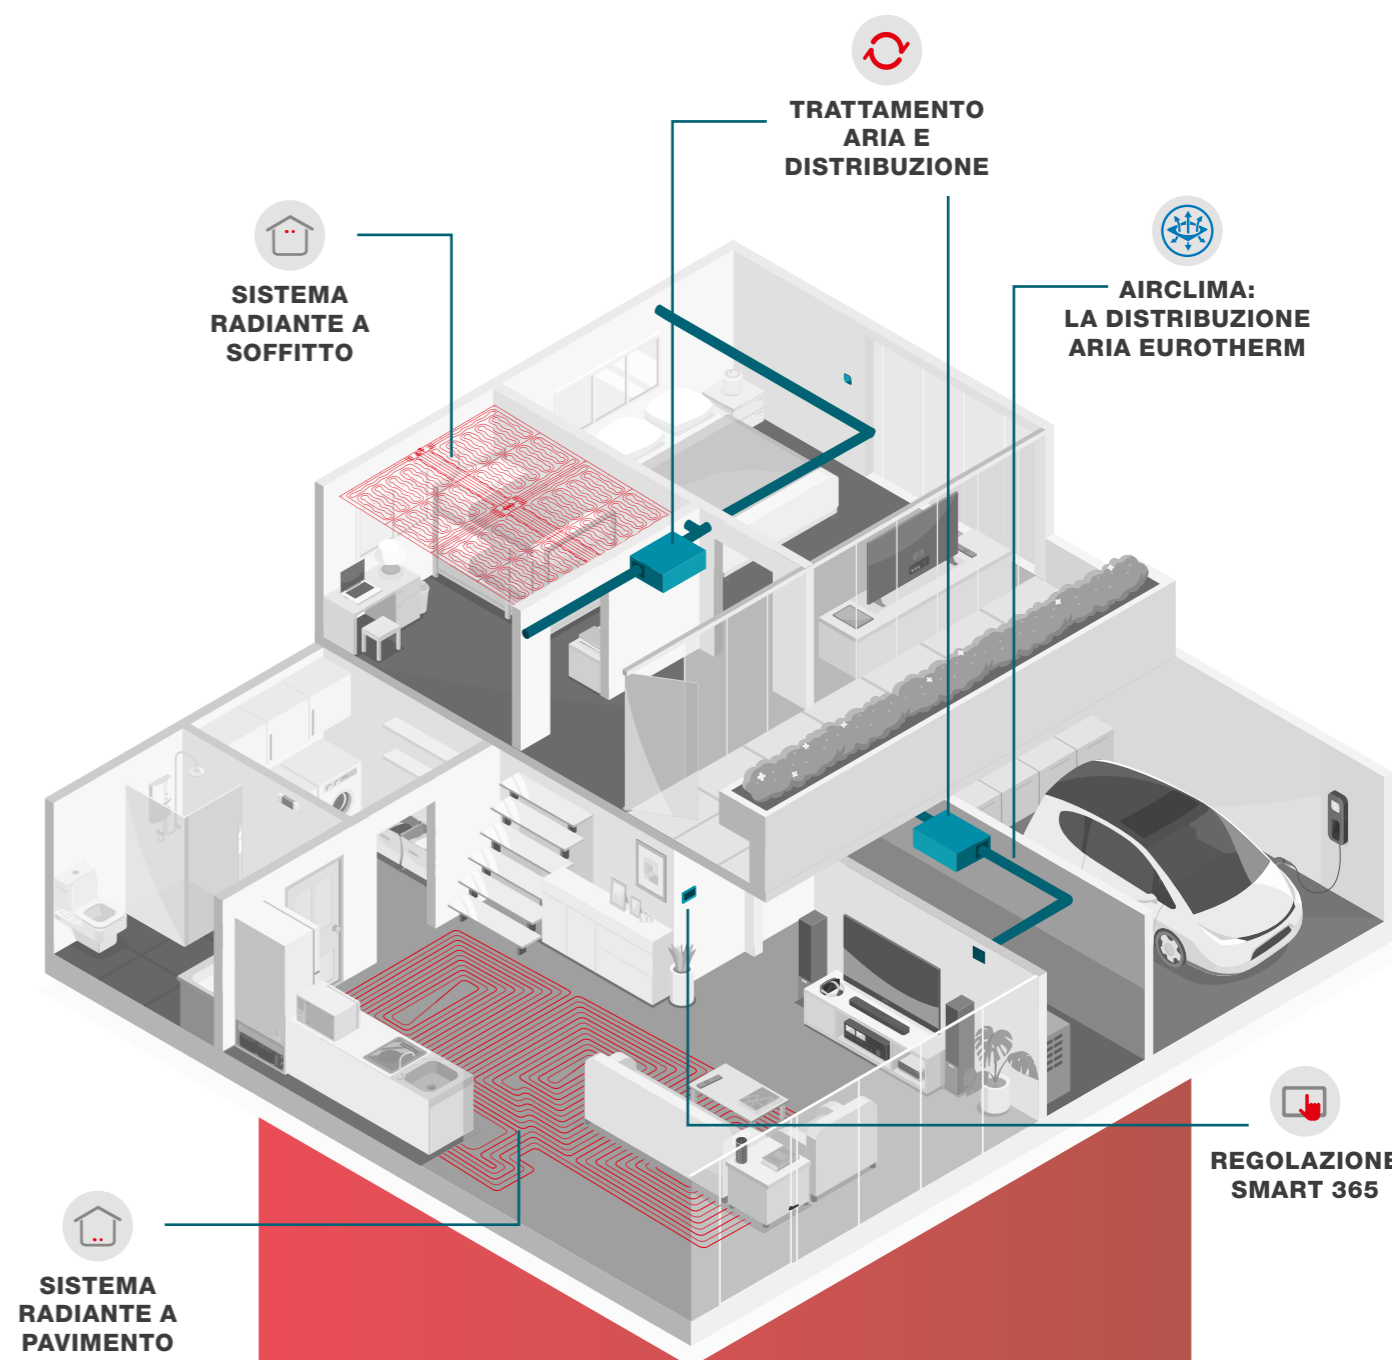 TRATTAMENTO
ARIA E
DISTRIBUZIONE
SISTEMA
RADIANTE A
SOFFITTO
AIRCLIMA:
LA DISTRIBUZIONE
ARIA EUROTHERM
REGOLAZIONE
SMART 365
SISTEMA
RADIANTE A
PAVIMENTO